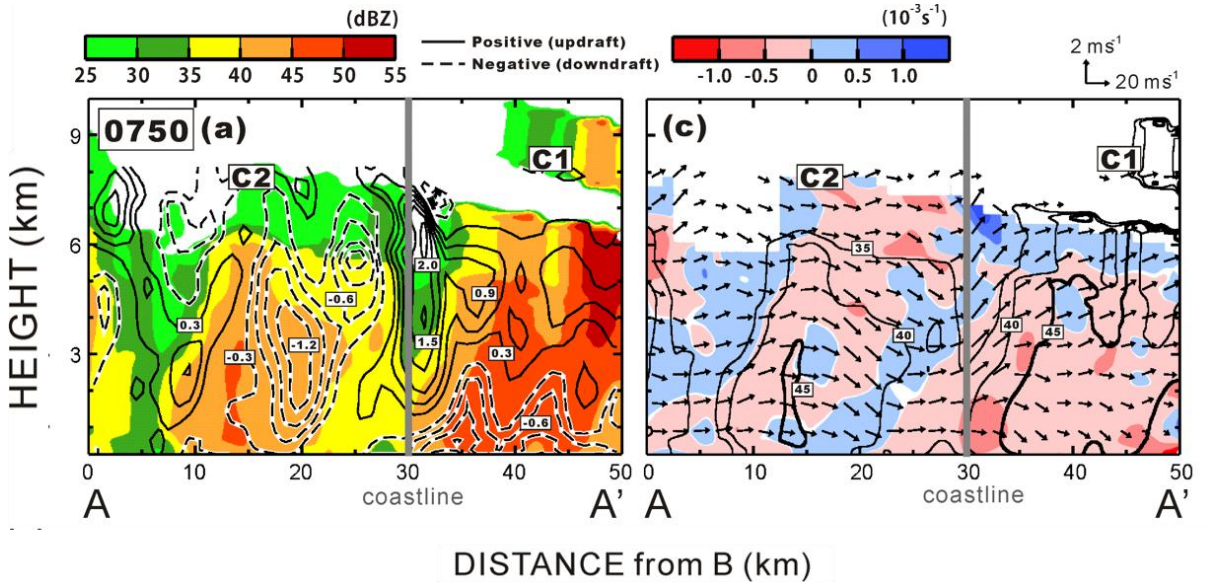 (dBZ)
25 30 35 40 45 50 55
Positive (updraft)
Negative (downdraft)
(10-3s-1)
-1.0 -0.5 0 0.5 1.0
2 ms-1
20 ms-1
HEIGHT (km)
9
6
3
0750 (a)
C2
C1
2.0
-0.6
0.9
0.3
1.5
-0.3
-1.2
0.3
-0.6
0 10 20 30 40 50
A coastline A'
(c)
C2
C1
35
40
40
45
45
0 10 20 30 40 50
A coastline A'
DISTANCE from B (km)